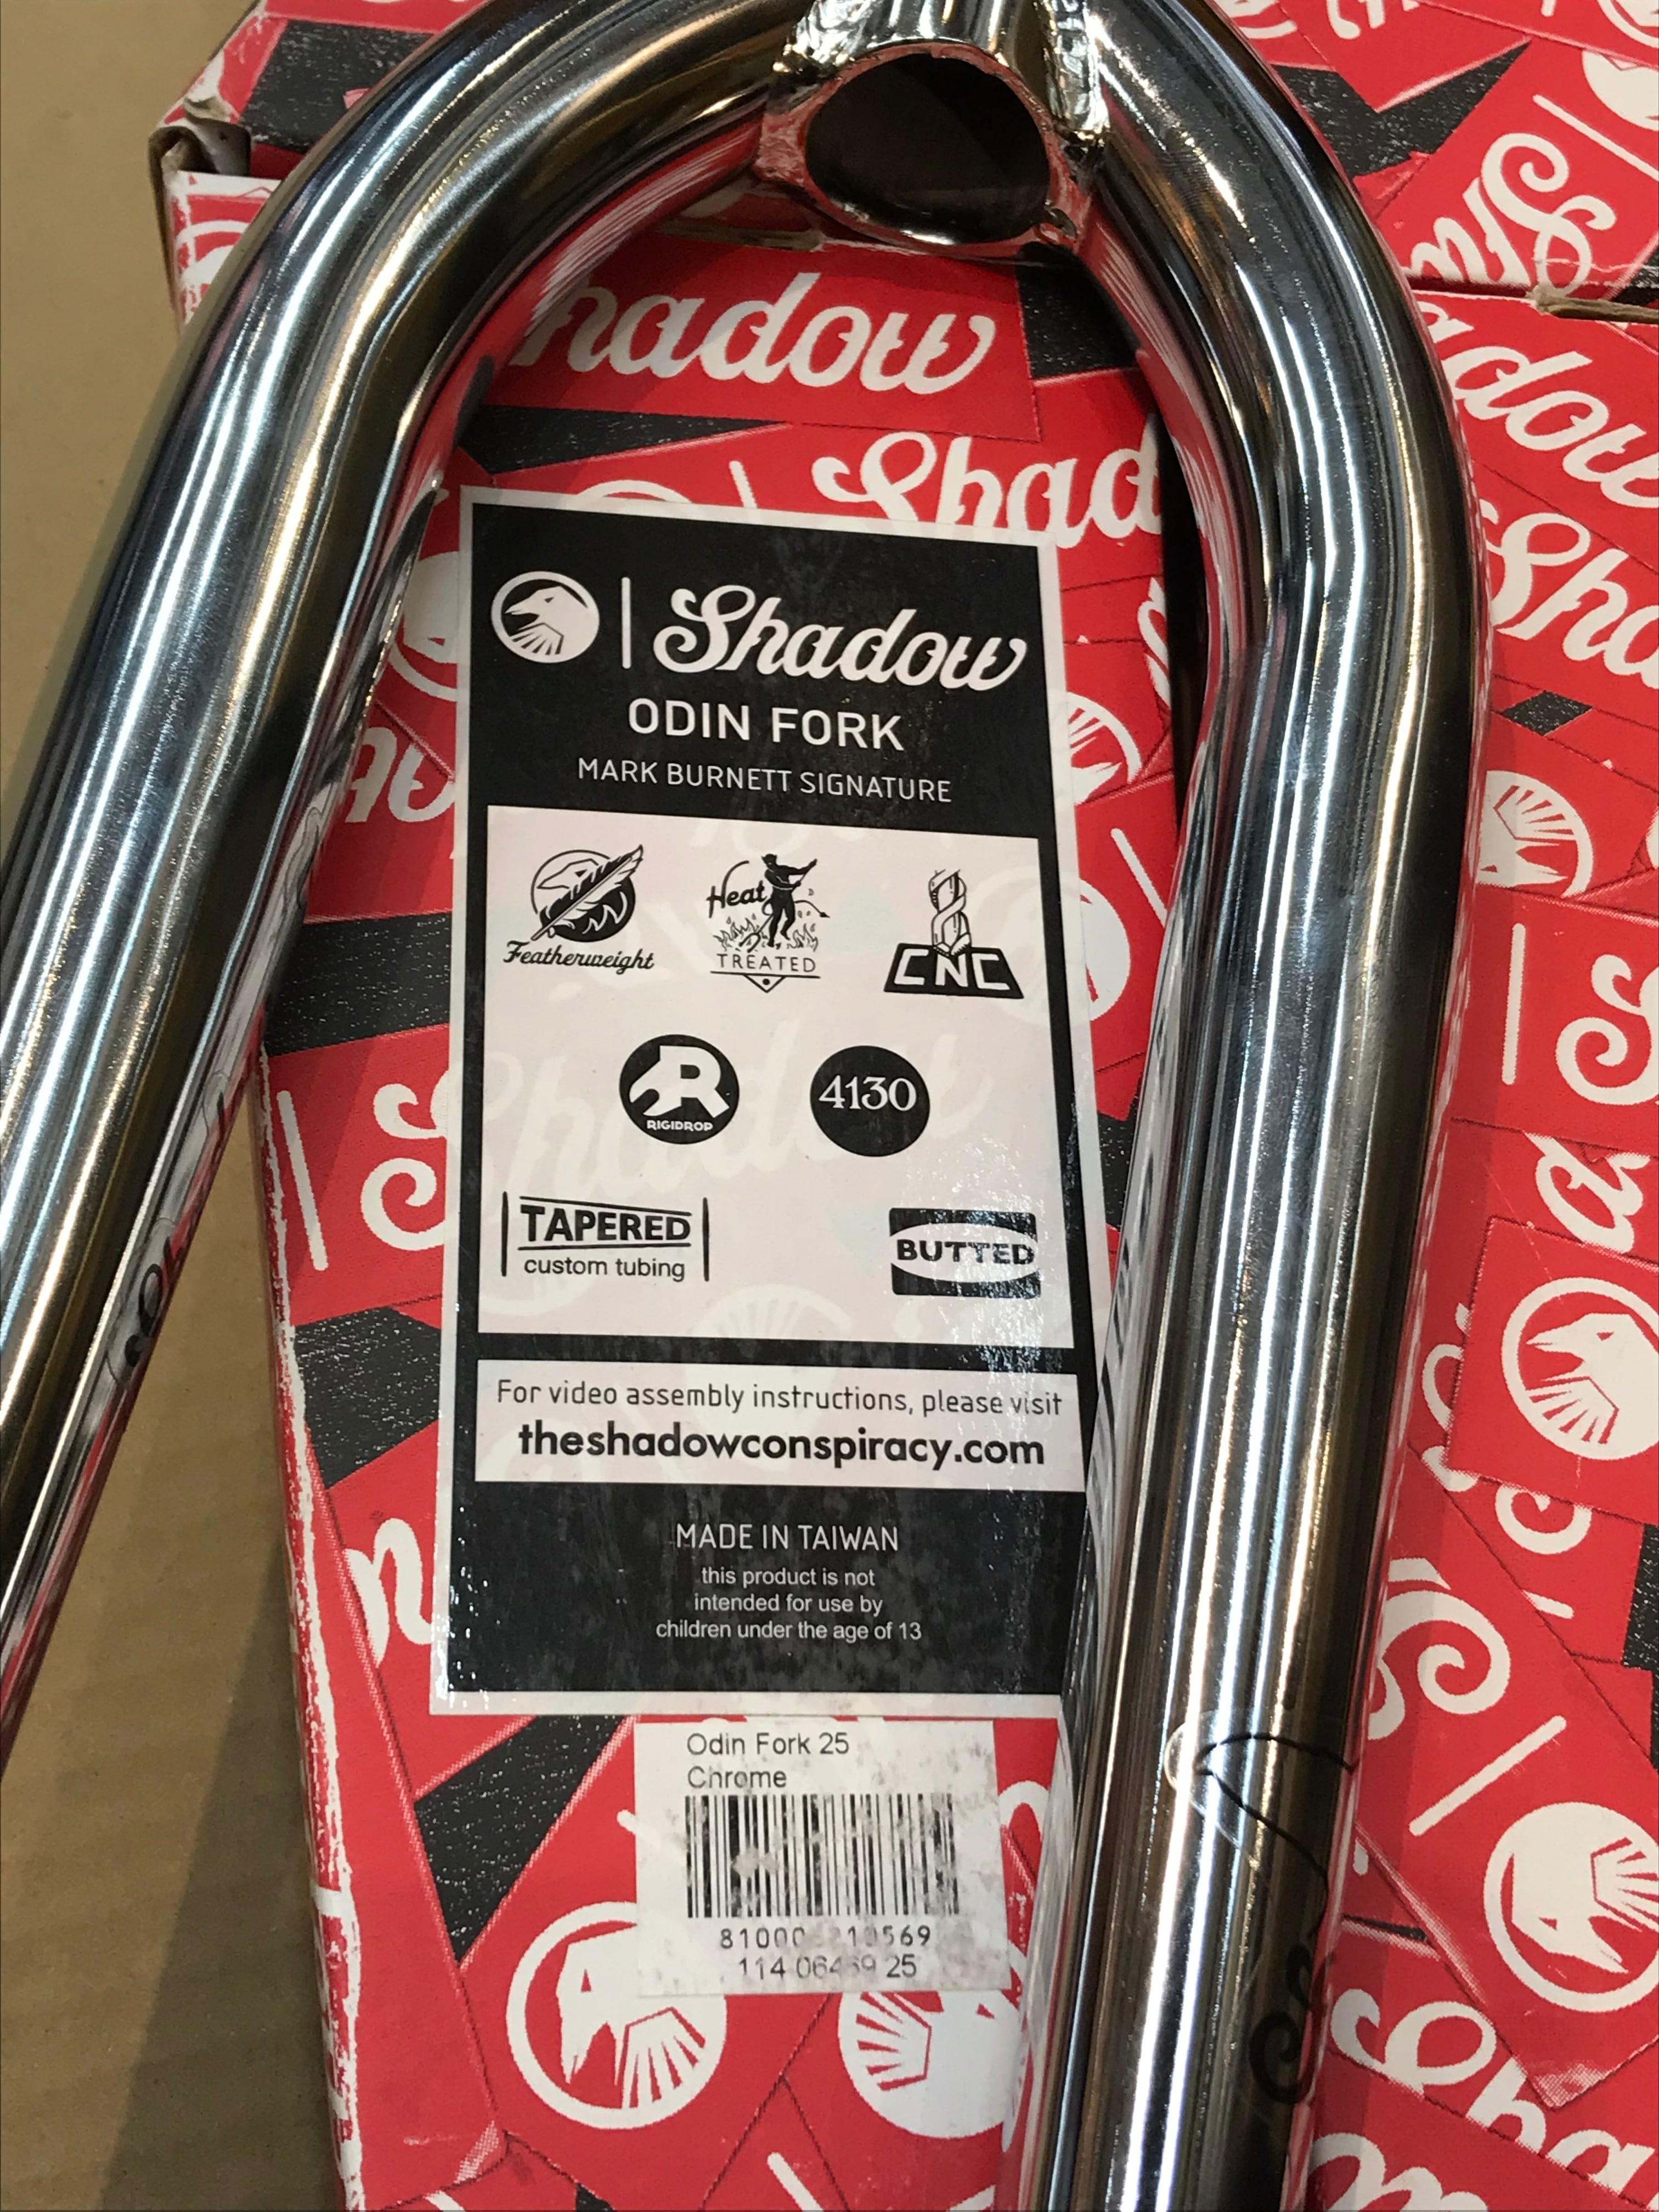 Shadow
ODIN FORK
MARK BURNETT SIGNATURE
Featherweight
Heat
TREATED
CNC
R
RIGIDROP
4130
TAPERED
custom tubing
BUTTED
For video assembly instructions, please visit
theshadowconspiracy.com
MADE IN TAIWAN
this product is not
intended for use by
children under the age of 13
Odin Fork 25
Chrome